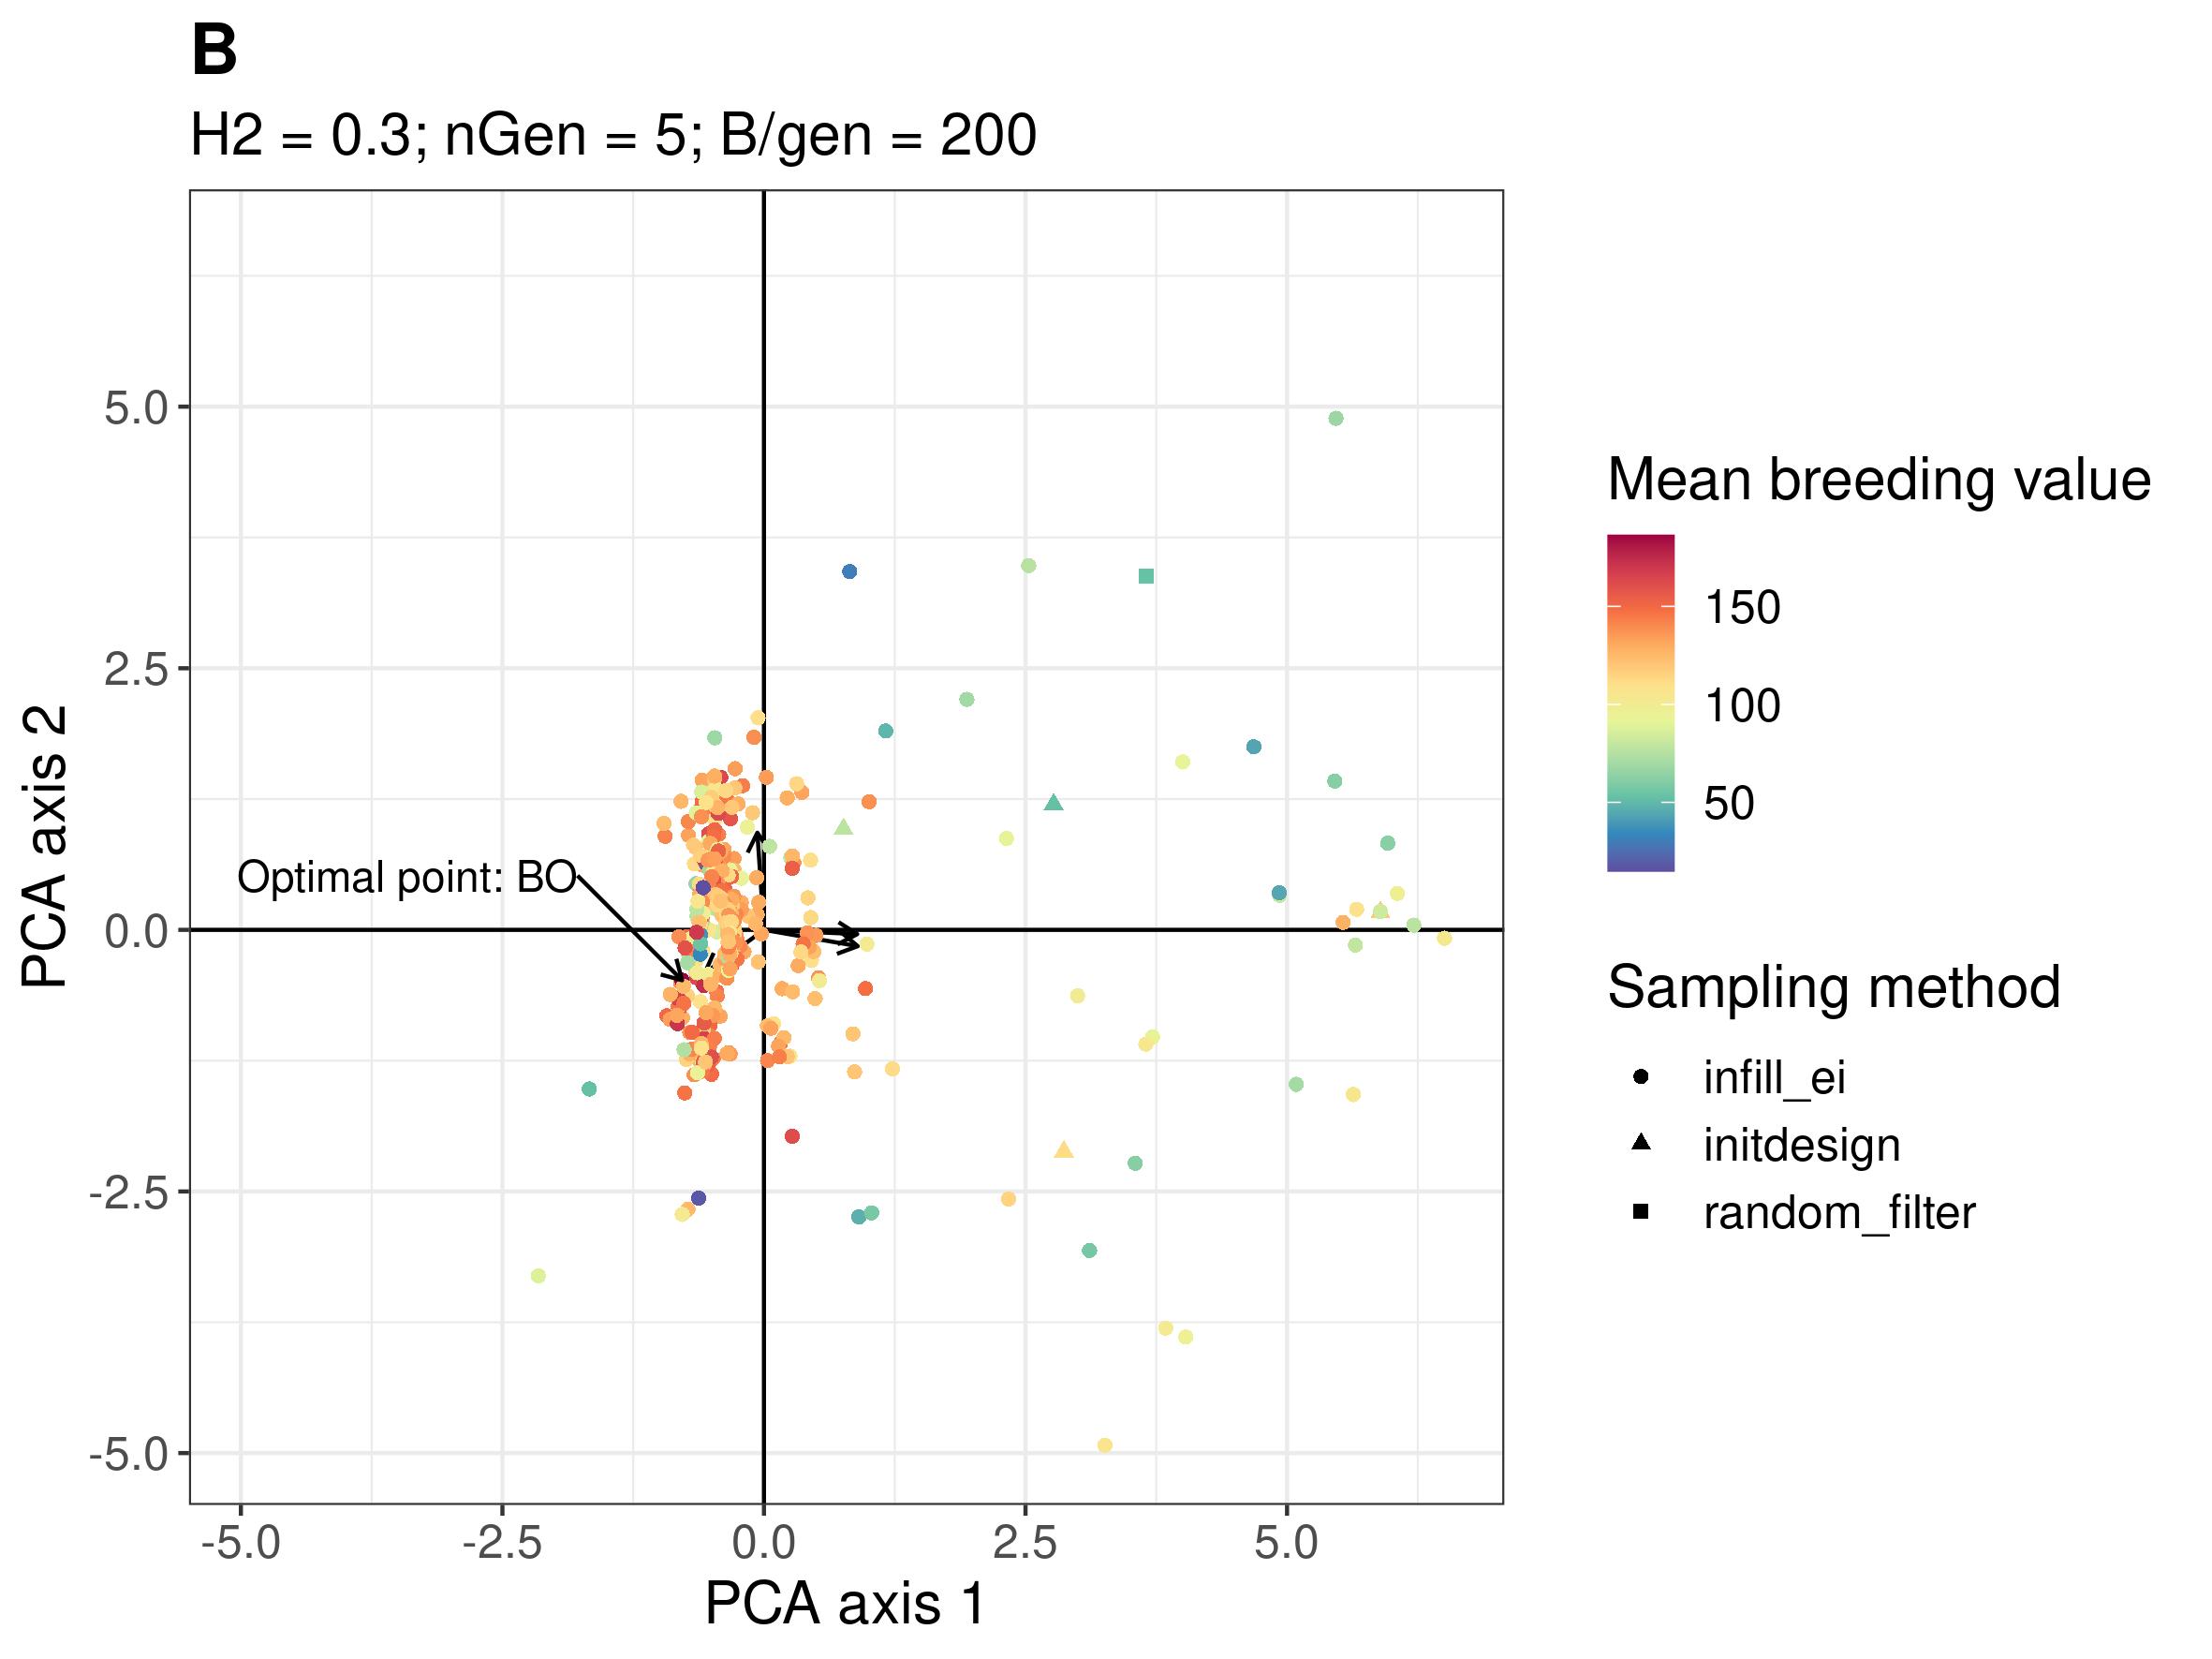 B
H2 = 0.3; nGen = 5; B/gen = 200
PCA axis 2
5.0
2.5
0.0
-2.5
-5.0
Optimal point: BO
-5.0 -2.5 0.0 2.5 5.0
PCA axis 1
Mean breeding value
150
100
50
Sampling method
infill_ei
initdesign
random_filter